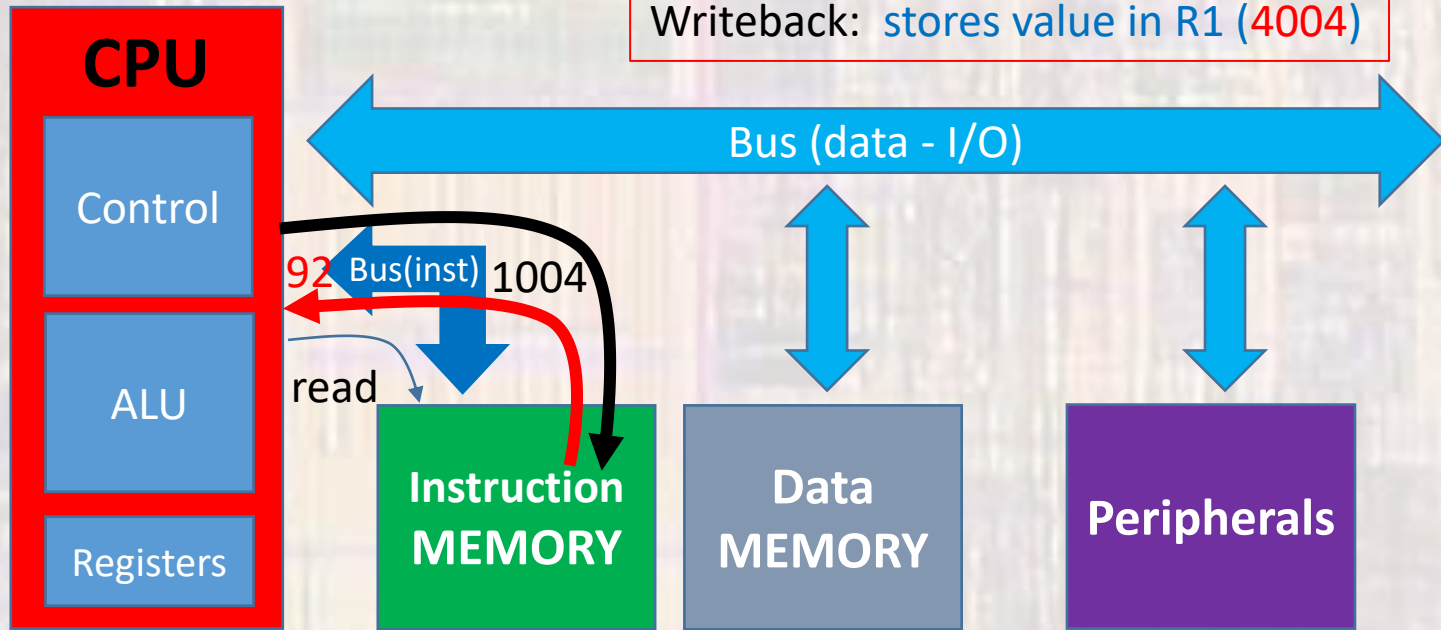 Writeback: stores value in R1 (4004)
CPU
Bus (data - I/O)
Control
92
Bus(inst)
1004
read
ALU
Registers
Instruction
MEMORY
Data
MEMORY
Peripherals